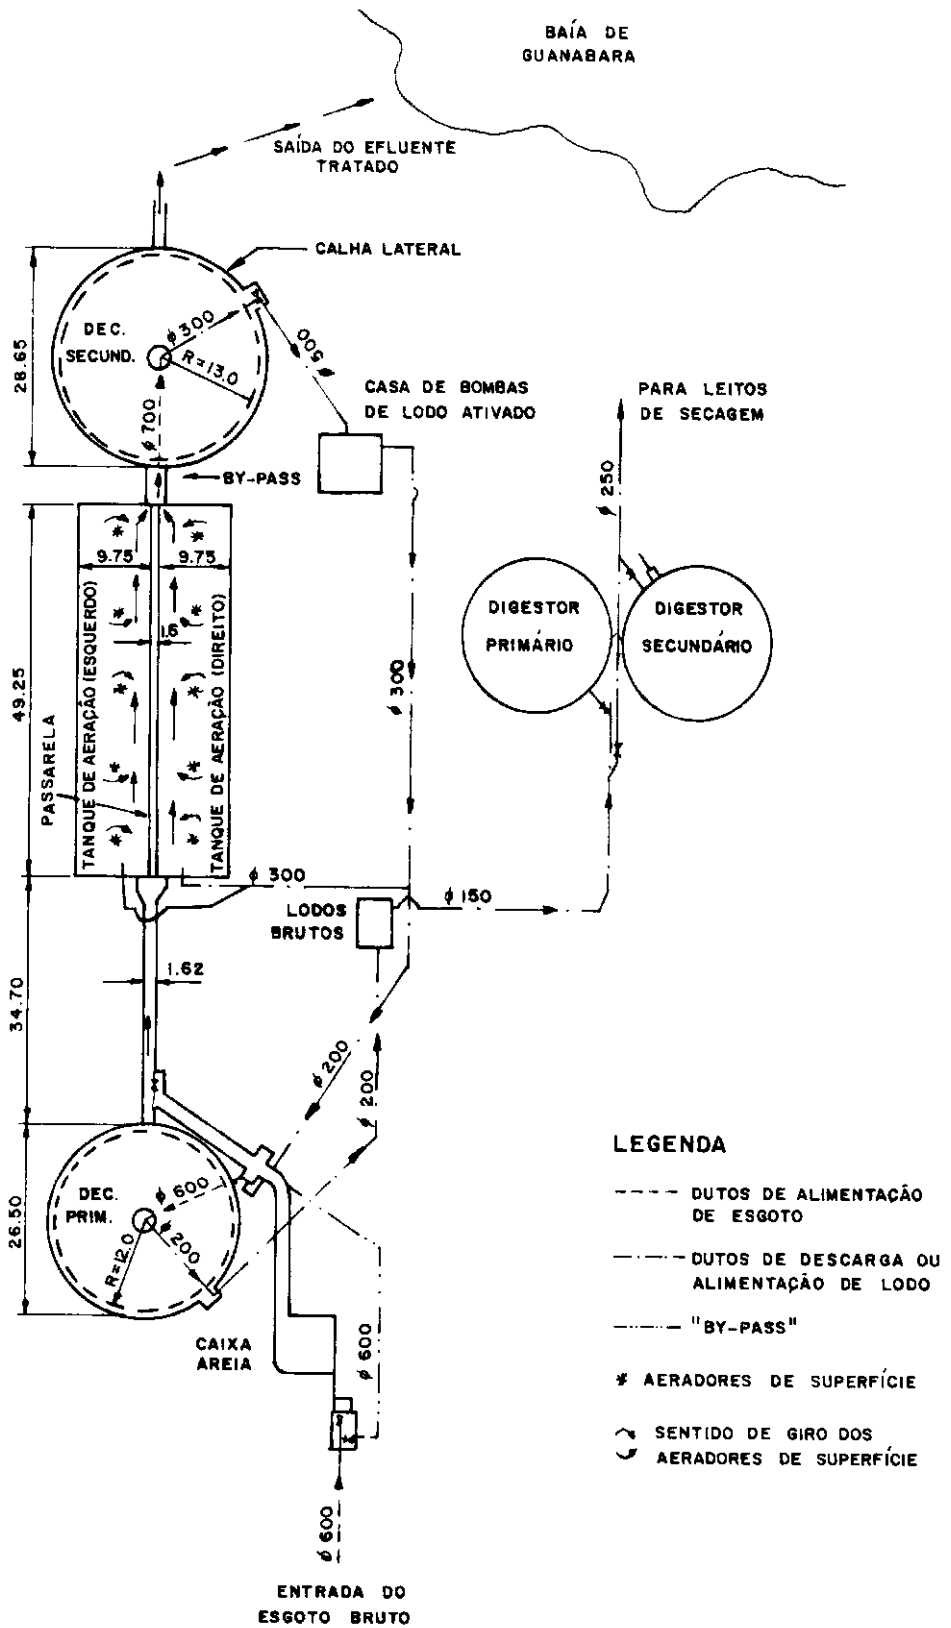 BAÍA DE
GUANABARA
SAÍDA DO EFLUENTE
TRATADO
CALHA LATERAL
28.65
DEC.
SECUND.
φ 300
R=13.0
φ 500
φ 700
CASA DE BOMBAS
DE LODO ATIVADO
PARA LEITOS
DE SECAGEM
φ 250
BY-PASS
9.75
9.75
1.6
49.25
PASSARELA
TANQUE DE AERAÇÃO (ESQUERDO)
TANQUE DE AERAÇÃO (DIREITO)
φ 300
DIGESTOR
PRIMÁRIO
DIGESTOR
SECUNDÁRIO
φ 300
LODOS
BRUTOS
φ 150
1.62
34.70
φ 200
φ 200
26.50
DEC.
PRIM.
φ 600
φ 200
R=12.0
CAIXA
AREIA
φ 600
φ 600
ENTRADA DO
ESGOTO BRUTO
LEGENDA
DUTOS DE ALIMENTAÇÃO
DE ESGOTO
DUTOS DE DESCARGA OU
ALIMENTAÇÃO DE LODO
"BY-PASS"
* AERADORES DE SUPERFÍCIE
SENTIDO DE GIRO DOS
AERADORES DE SUPERFÍCIE